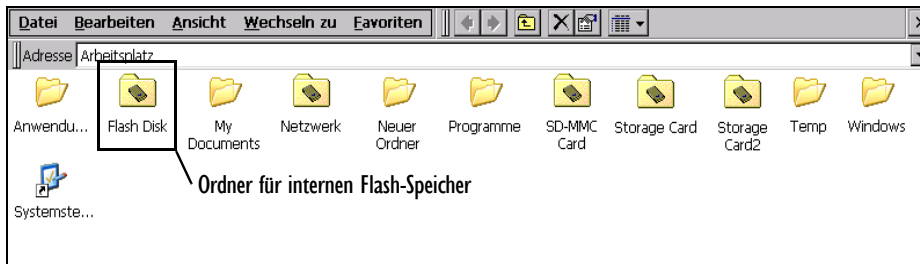 Datei Bearbeiten Ansicht Wechseln zu Favoriten
Adresse Arbeitsplatz
Anwendu... Flash Disk My Documents Netzwerk Neuer Ordner Programme SD-MMC Card Storage Card Storage Card2 Temp Windows
Ordner für internen Flash-Speicher
Systemste...